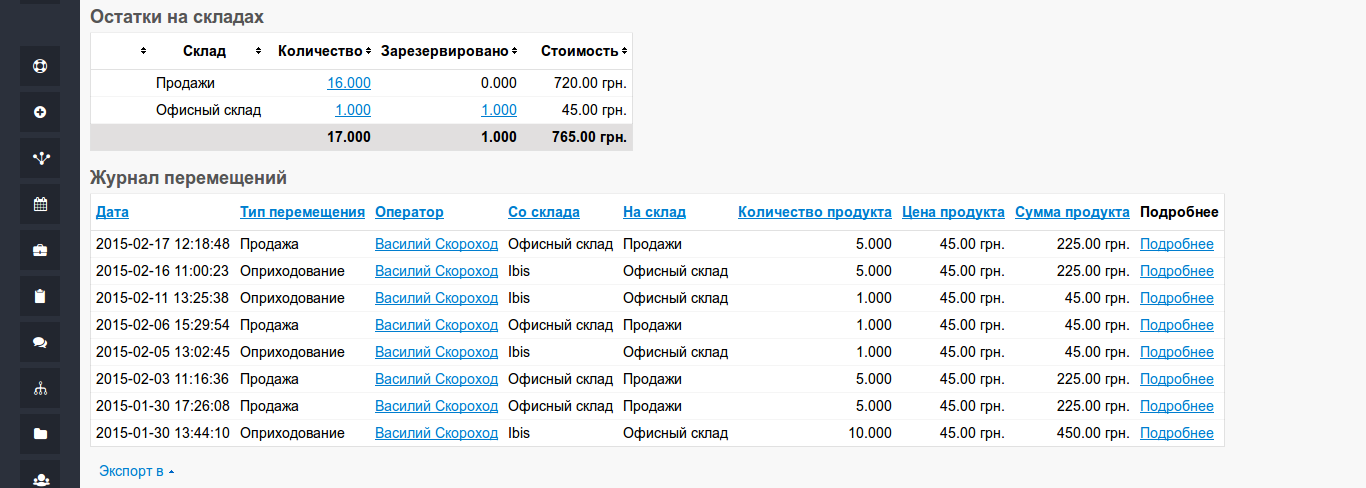 Остатки на складах
Склад Количество Зарезервировано Стоимость
Продажи 16.000 0.000 720.00 грн.
Офисный склад 1.000 1.000 45.00 грн.
17.000 1.000 765.00 грн.
Журнал перемещений
Дата Тип перемещения Оператор Со склада На склад Количество продукта Цена продукта Сумма продукта Подробнее
2015-02-17 12:18:48 Продажа Василий Скороход Офисный склад Продажи 5.000 45.00 грн. 225.00 грн. Подробнее
2015-02-16 11:00:23 Оприходование Василий Скороход Ibis Офисный склад 5.000 45.00 грн. 225.00 грн. Подробнее
2015-02-11 13:25:38 Оприходование Василий Скороход Ibis Офисный склад 1.000 45.00 грн. 45.00 грн. Подробнее
2015-02-06 15:29:54 Продажа Василий Скороход Офисный склад Продажи 1.000 45.00 грн. 45.00 грн. Подробнее
2015-02-05 13:02:45 Оприходование Василий Скороход Ibis Офисный склад 1.000 45.00 грн. 45.00 грн. Подробнее
2015-02-03 11:16:36 Продажа Василий Скороход Офисный склад Продажи 5.000 45.00 грн. 225.00 грн. Подробнее
2015-01-30 17:26:08 Продажа Василий Скороход Офисный склад Продажи 5.000 45.00 грн. 225.00 грн. Подробнее
2015-01-30 13:44:10 Оприходование Василий Скороход Ibis Офисный склад 10.000 45.00 грн. 450.00 грн. Подробнее
Экспорт в